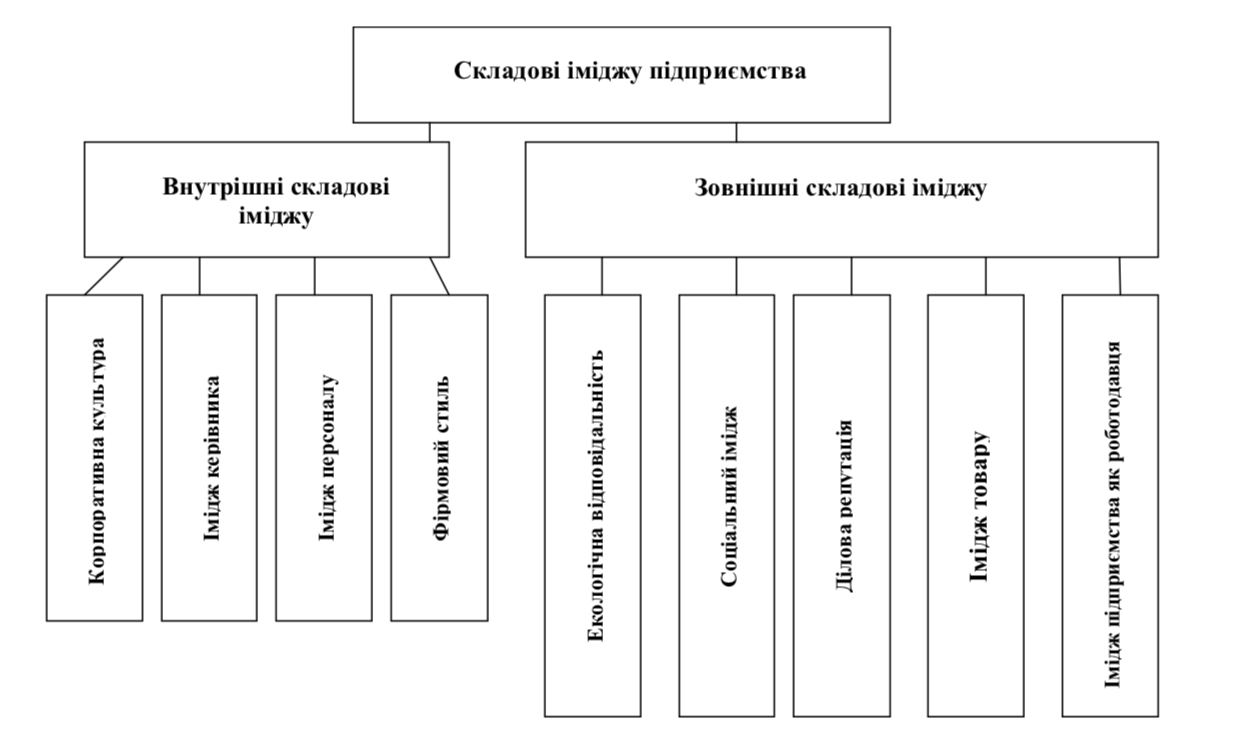 Складові іміджу підприємства
Внутрішні складові
іміджу
Зовнішні складові іміджу
Корпоративна культура
Імідж керівника
Імідж персоналу
Фірмовий стиль
Екологічна відповідальність
Соціальний імідж
Ділова репутація
Імідж товару
Імідж підприємства як роботодавця